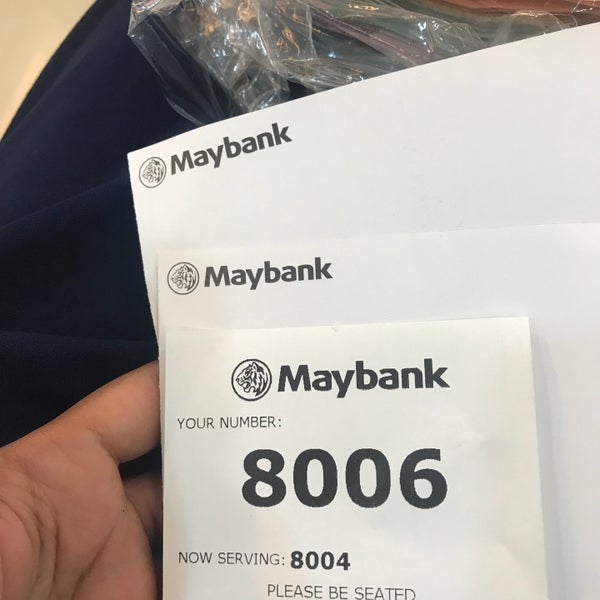 Maybank
Maybank
Maybank
YOUR NUMBER:
8006
NOW SERVING: 8004
PLEASE BE SEATED